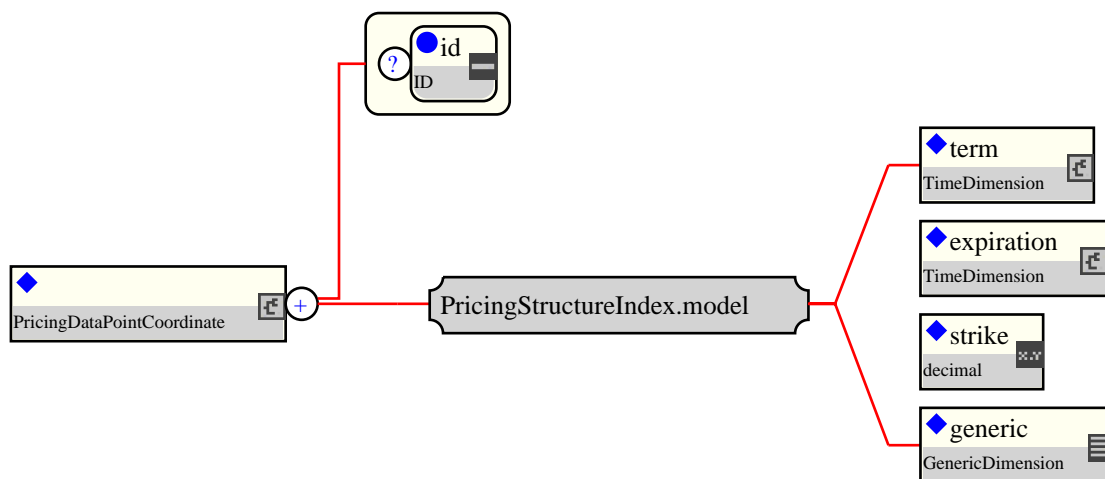 id
?
ID
term
TimeDimension
expiration
TimeDimension
PricingDataPointCoordinate
+
PricingStructureIndex.model
strike
decimal
x.y
generic
GenericDimension